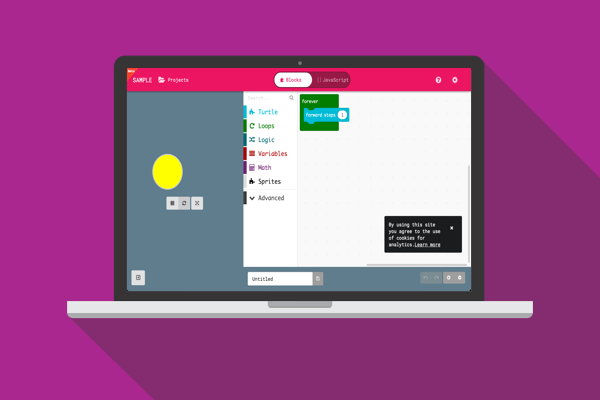 Beta
SAMPLE
Projects
Blocks
{} JavaScript
Search...
Turtle
Loops
Logic
Variables
Math
Sprites
Advanced
forever
forward steps 1
By using this site
you agree to the use
of cookies for
analytics. Learn more
x
Untitled